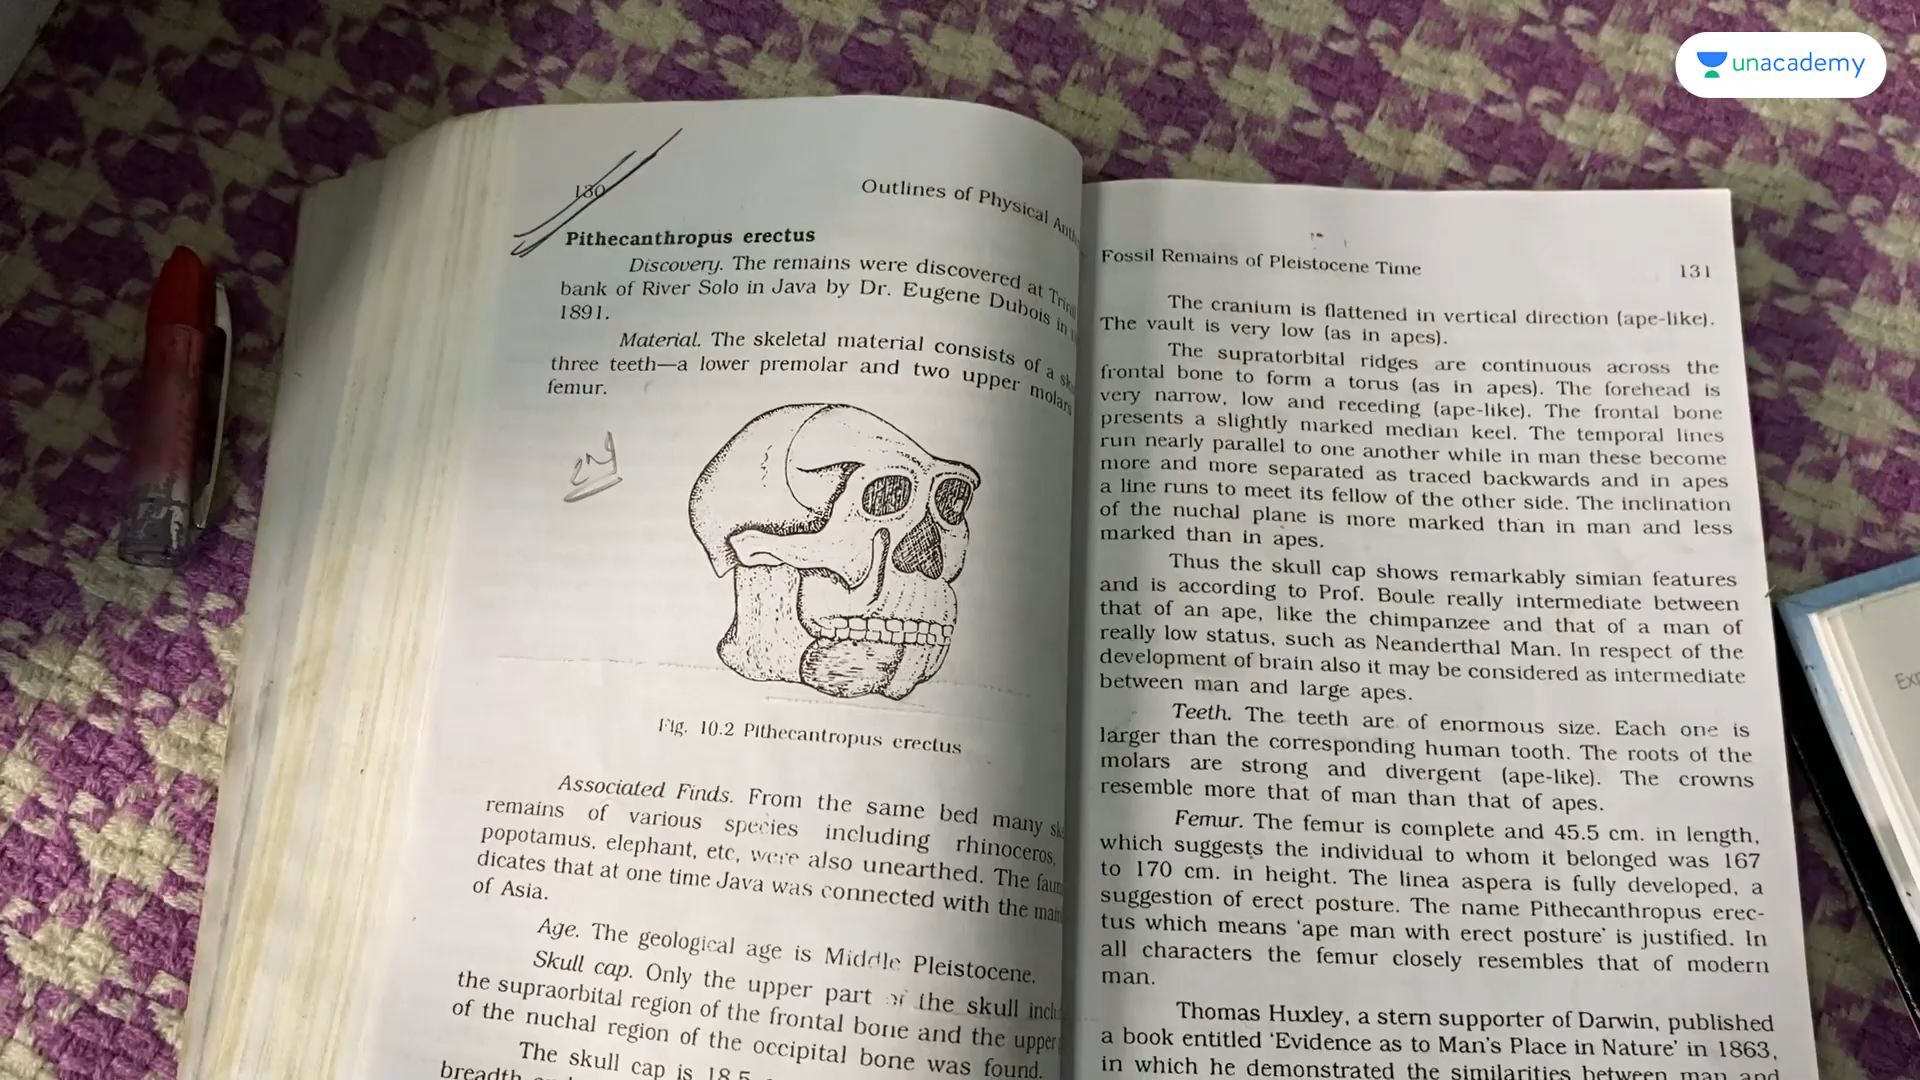 unacademy
130
Outlines of Physical
Pithecanthropus erectus
Discovery. The remains were discovered at
bank of River Solo in Java by Dr. Eugene Dubois in
1891.
Material. The skeletal material consists of a
three teeth—a lower premolar and two upper molars
femur.
2nd
Fig. 10.2 Pithecantropus erectus
Associated Finds. From the same bed many
remains of various species including rhinoceros,
popotamus, elephant, etc, were also unearthed. The
dicates that at one time Java was connected with the
of Asia.
Age. The geological age is Middle Pleistocene.
Skull cap. Only the upper part of the skull
the supraorbital region of the frontal bone and the upper
of the nuchal region of the occipital bone was found.
The skull cap is 18.5
breadth
Fossil Remains of Pleistocene Time
131
The cranium is flattened in vertical direction (ape-like).
The vault is very low (as in apes).
The supratorbital ridges are continuous across the
frontal bone to form a torus (as in apes). The forehead is
very narrow, low and receding (ape-like). The frontal bone
presents a slightly marked median keel. The temporal lines
run nearly parallel to one another while in man these become
more and more separated as traced backwards and in apes
a line runs to meet its fellow of the other side. The inclination
of the nuchal plane is more marked than in man and less
marked than in apes.
Thus the skull cap shows remarkably simian features
and is according to Prof. Boule really intermediate between
that of an ape, like the chimpanzee and that of a man of
really low status, such as Neanderthal Man. In respect of the
development of brain also it may be considered as intermediate
between man and large apes.
Teeth. The teeth are of enormous size. Each one is
larger than the corresponding human tooth. The roots of the
molars are strong and divergent (ape-like). The crowns
resemble more that of man than that of apes.
Femur. The femur is complete and 45.5 cm. in length,
which suggests the individual to whom it belonged was 167
to 170 cm. in height. The linea aspera is fully developed, a
suggestion of erect posture. The name Pithecanthropus erec-
tus which means 'ape man with erect posture' is justified. In
all characters the femur closely resembles that of modern
man.
Thomas Huxley, a stern supporter of Darwin, published
a book entitled 'Evidence as to Man's Place in Nature' in 1863,
in which he demonstrated the similarities between man and